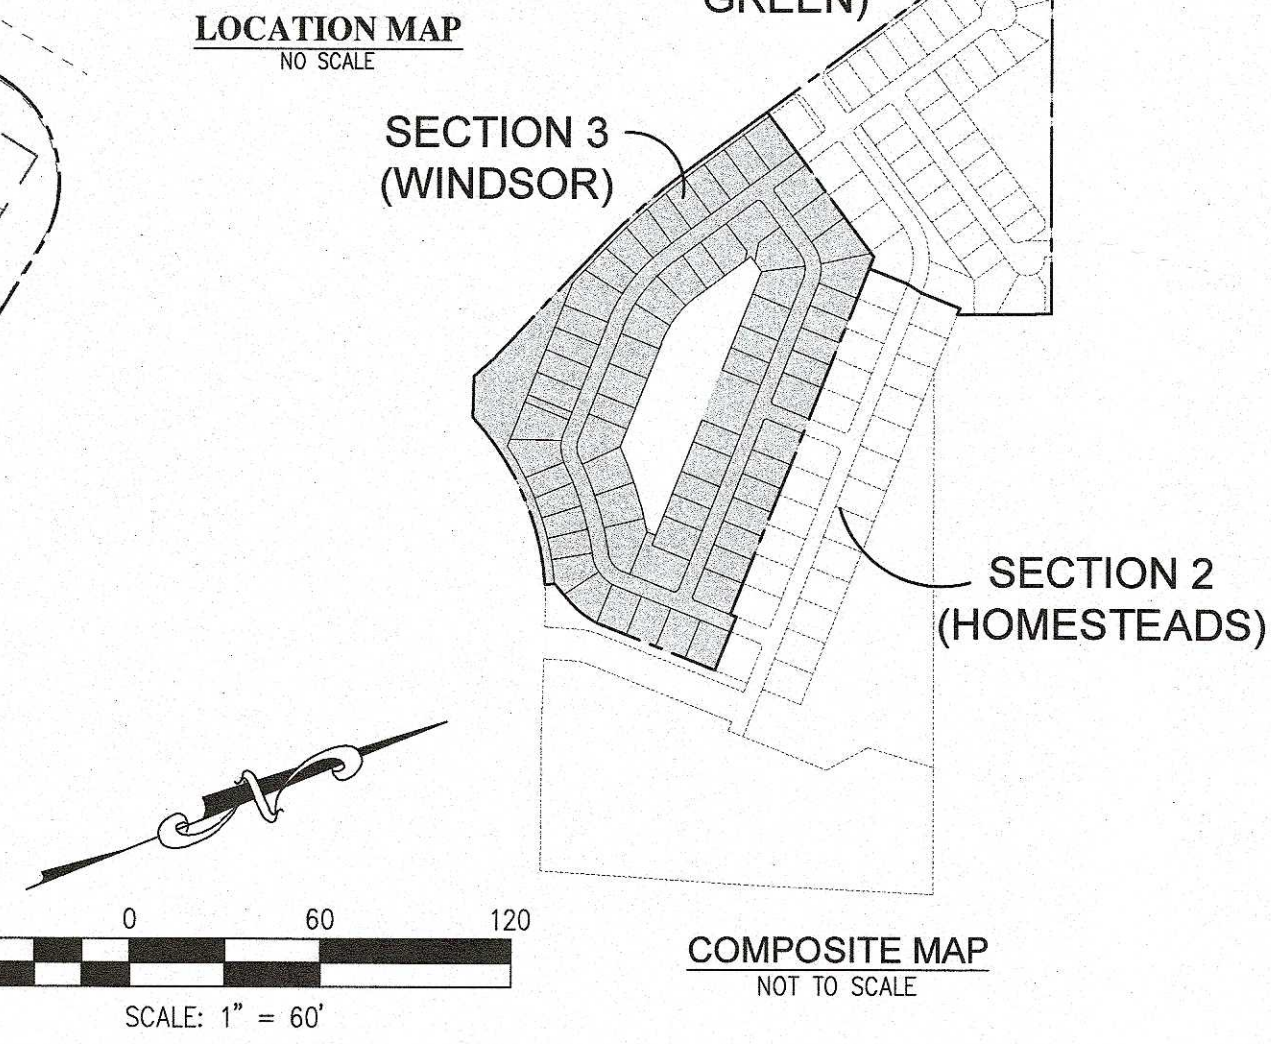 LOCATION MAP
NO SCALE
GREEN)
SECTION 3
(WINDSOR)
SECTION 2
(HOMESTEADS)
N
0 60 120
SCALE: 1" = 60'
COMPOSITE MAP
NOT TO SCALE